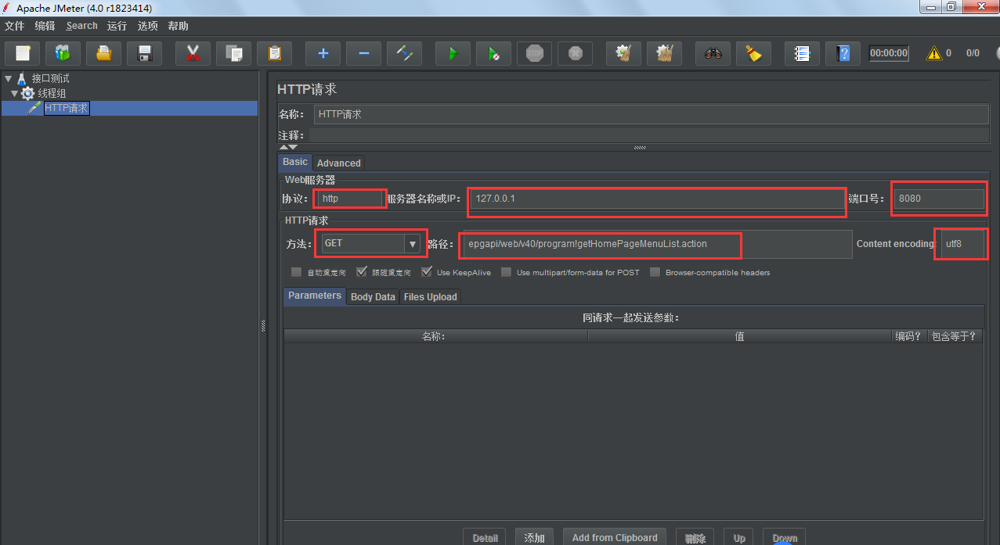 Apache JMeter (4.0 r1823414)
文件 编辑 Search 运行 选项 帮助
STOP 00:00:00 0 0/0
接口测试
线程组
HTTP请求
HTTP请求
名称： HTTP请求
注释：
Basic Advanced
Web服务器
协议： http 服务器名称或IP： 127.0.0.1 端口号： 8080
HTTP请求
方法： GET 路径： epgapi/web/v40/program!getHomePageMenuList.action Content encoding: utf8
自动重定向 跟随重定向 Use KeepAlive Use multipart/form-data for POST Browser-compatible headers
Parameters Body Data Files Upload
同请求一起发送参数：
名称： 值 编码？ 包含等于？
Detail 添加 Add from Clipboard 删除 Up Down